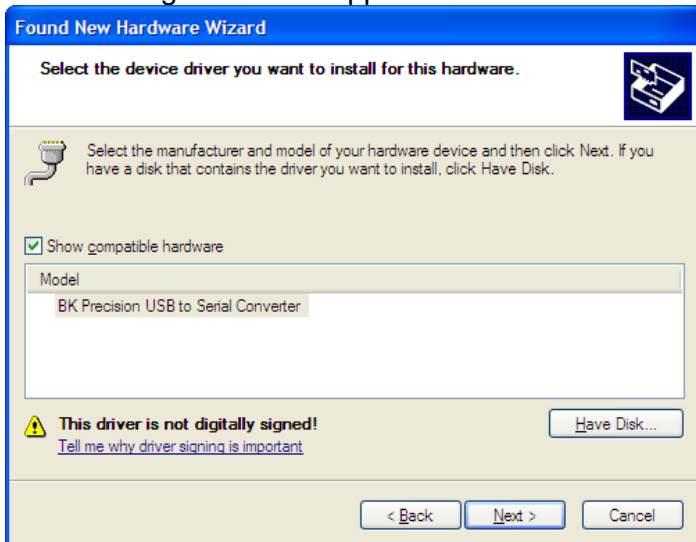 Found New Hardware Wizard
Select the device driver you want to install for this hardware.
Select the manufacturer and model of your hardware device and then click Next. If you
have a disk that contains the driver you want to install, click Have Disk.
Show compatible hardware
Model
BK Precision USB to Serial Converter
This driver is not digitally signed!
Have Disk...
Tell me why driver signing is important
< Back
Next >
Cancel